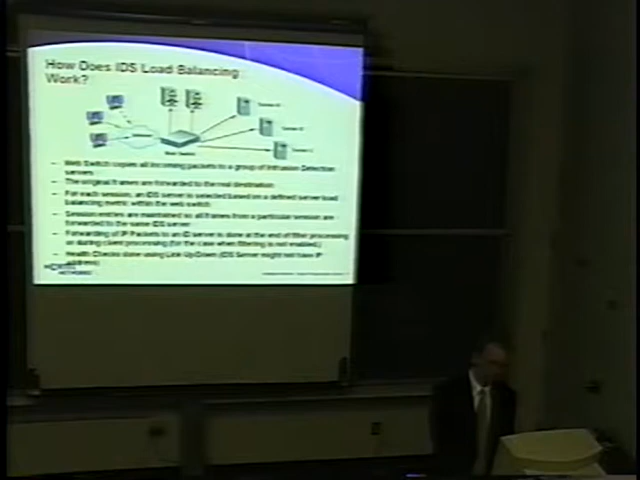 How Does IDS Load Balancing
Work?
– Web Switch copies all incoming packets to a group of Intrusion Detection
servers
– The original frames are forwarded to the real destination
– For each session, an IDS server is selected based on a defined server load
balancing metric within the web switch
– Session entries are maintained so all frames from a particular session are
forwarded to the same IDS server
– Forwarding of IP Packets to an ID server is done at the end of filter processing
or during client processing (for the case when filtering is not enabled)
– Health Checks done using Link Up/Down (IDS Server might not have IP
address)
NETWORKS